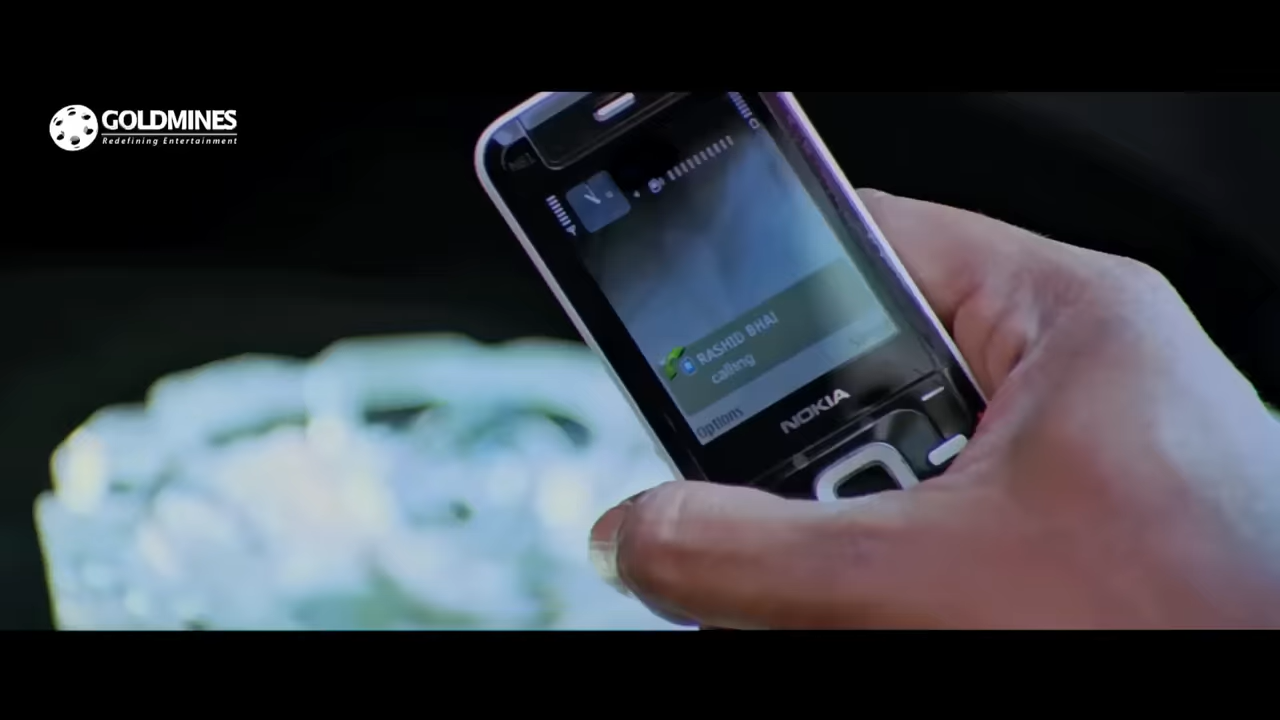 GOLDMINES
Redefining Entertainment
RASHID BHAI
calling
Options
NOKIA